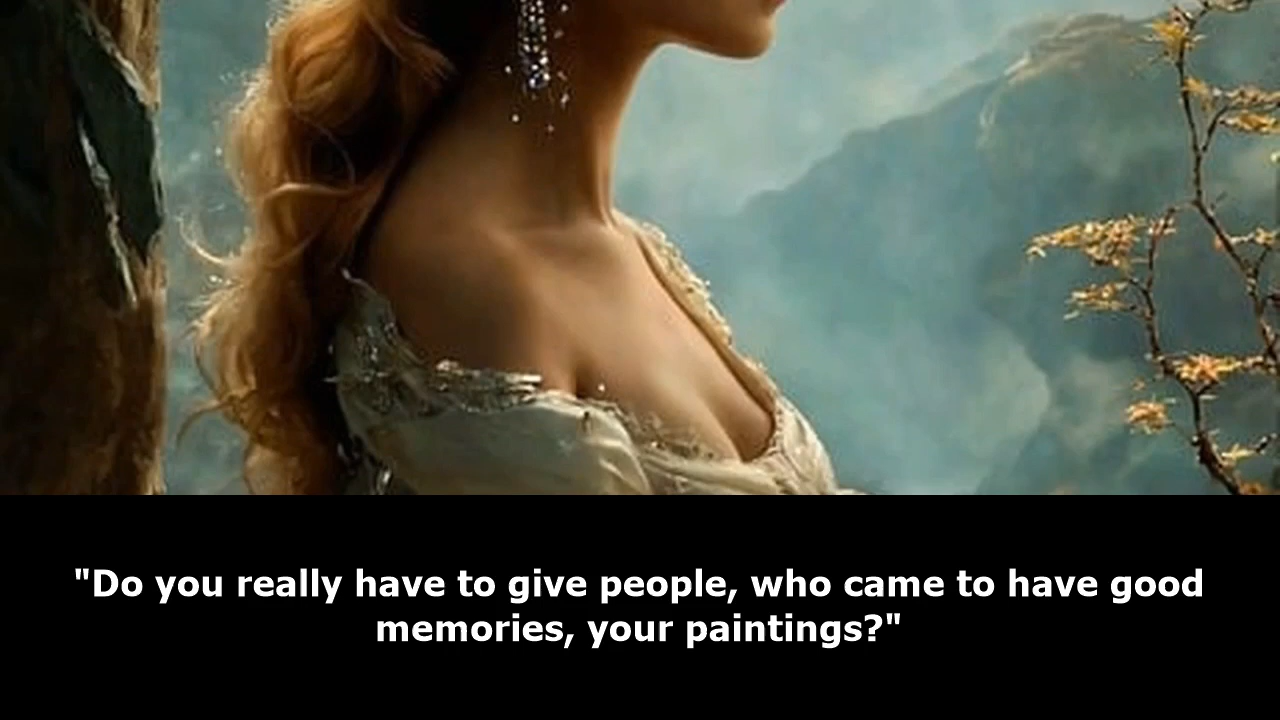 "Do you really have to give people, who came to have good
memories, your paintings?"